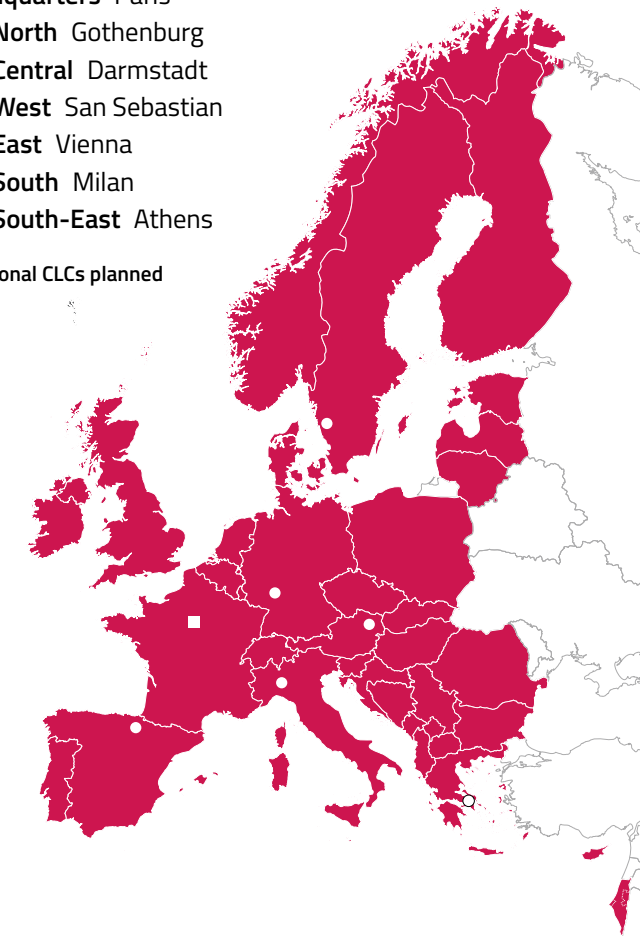 quarters Paris
North Gothenburg
Central Darmstadt
West San Sebastian
East Vienna
South Milan
South-East Athens
onal CLCs planned